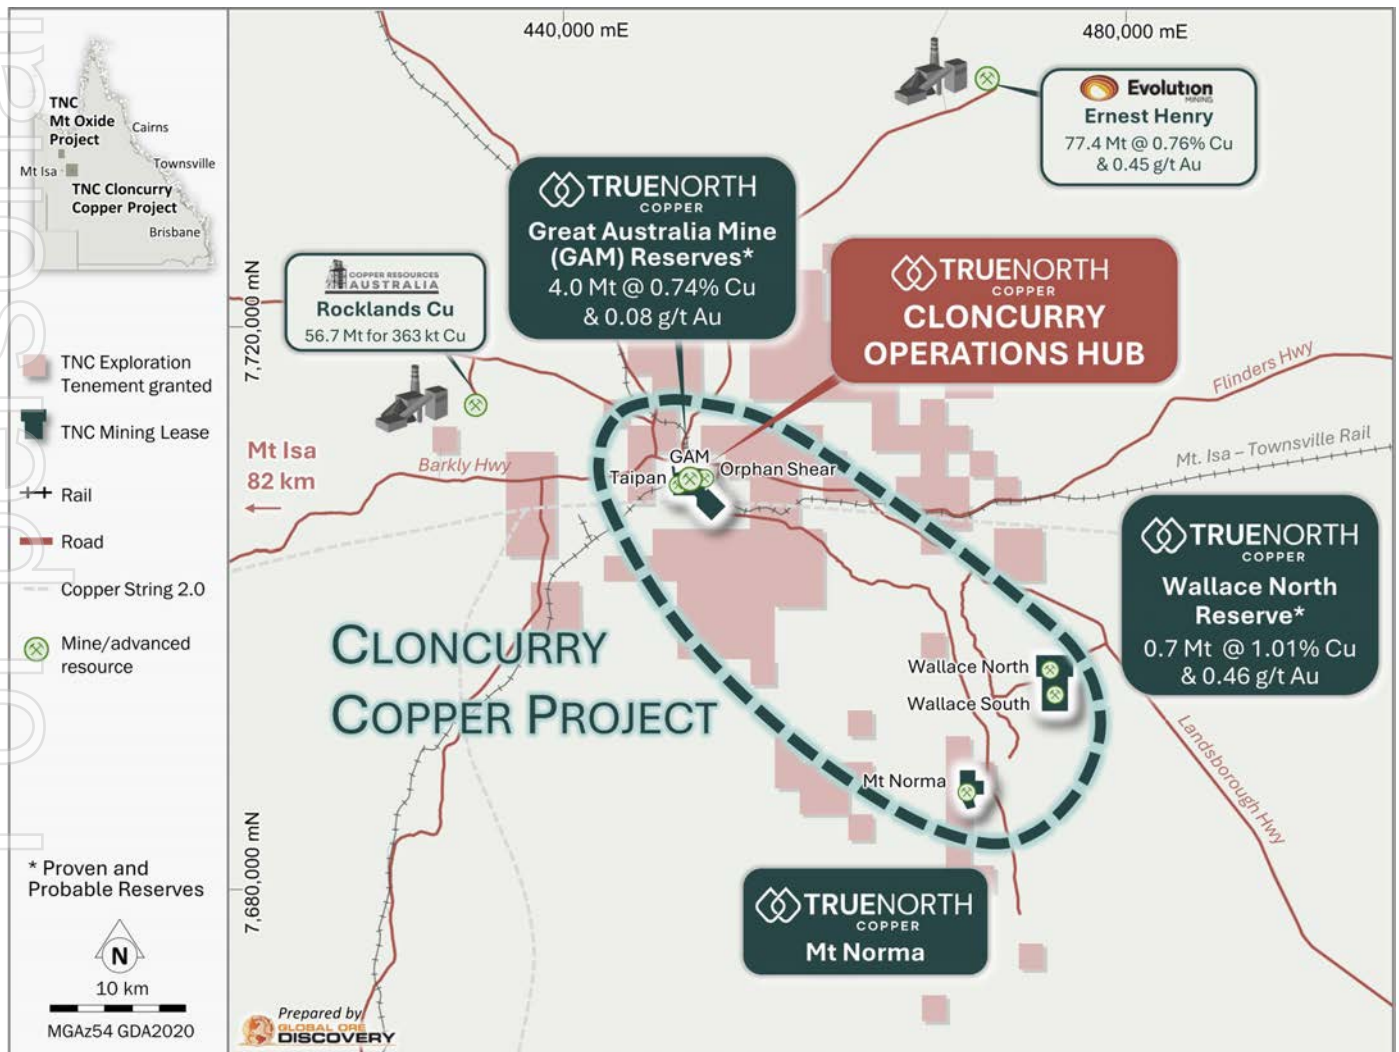 For personal
440,000 mE
480,000 mE
7,720,000 mN
7,680,000 mN
TNC
Mt Oxide
Project
Cairns
Townsville
Mt Isa
TNC Cloncurry
Copper Project
Brisbane
TNC Exploration
Tenement granted
TNC Mining Lease
Rail
Road
Copper String 2.0
Mine/advanced
resource
* Proven and
Probable Reserves
N
10 km
MGAz54 GDA2020
Evolution
MINING
Ernest Henry
77.4 Mt @ 0.76% Cu
& 0.45 g/t Au
TRUENORTH
COPPER
Great Australia Mine
(GAM) Reserves*
4.0 Mt @ 0.74% Cu
& 0.08 g/t Au
COPPER RESOURCES
AUSTRALIA
Rocklands Cu
56.7 Mt for 363 kt Cu
TRUENORTH
COPPER
CLONCURRY
OPERATIONS HUB
Flinders Hwy
Mt. Isa – Townsville Rail
Mt Isa
82 km
Barkly Hwy
GAM
Taipan
Orphan Shear
TRUENORTH
COPPER
Wallace North
Reserve*
0.7 Mt @ 1.01% Cu
& 0.46 g/t Au
CLONCURRY
COPPER PROJECT
Wallace North
Wallace South
Mt Norma
Landsborough Hwy
TRUENORTH
COPPER
Mt Norma
Prepared by
GLOBAL ORE
DISCOVERY